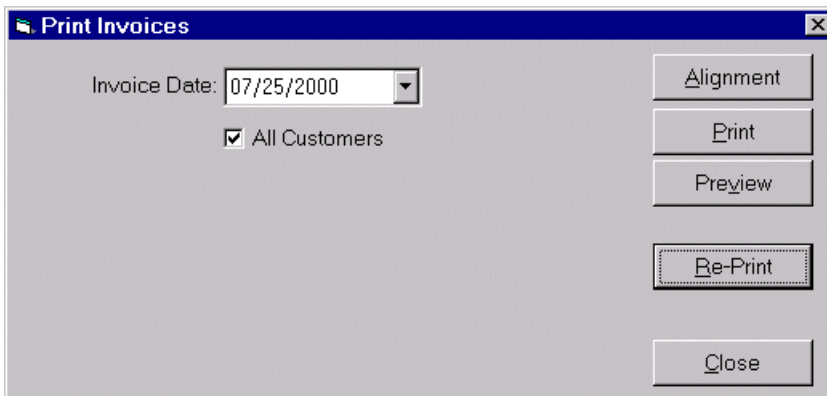 Print Invoices
Invoice Date: 07/25/2000
Alignment
All Customers
Print
Preview
Re-Print
Close